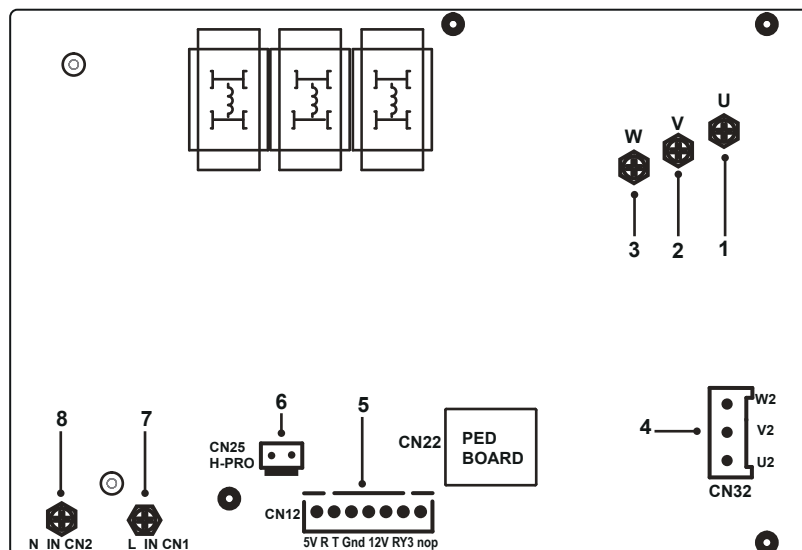 U
V
W
3 2 1
W2
4 V2
U2
CN32
8 7 6 5
CN25
H-PRO
CN22 PED
BOARD
CN12
N IN CN2 L IN CN1 5V R T Gnd 12V RY3 nop